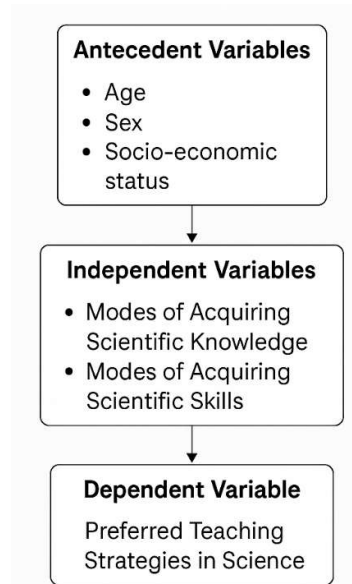 Antecedent Variables
• Age
• Sex
• Socio-economic
status
Independent Variables
• Modes of Acquiring
Scientific Knowledge
• Modes of Acquiring
Scientific Skills
Dependent Variable
Preferred Teaching
Strategies in Science